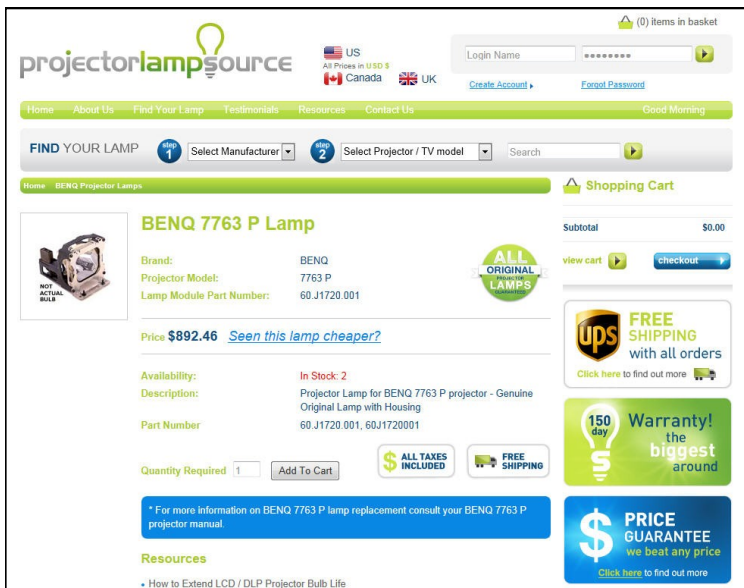 (0) items in basket
projectorlampsource
US
All Prices in USD $
Canada
UK
Login Name
Create Account
Forgot Password
Home About Us Find Your Lamp Testimonials Resources Contact Us Good Morning
FIND YOUR LAMP step 1 Select Manufacturer step 2 Select Projector / TV model Search
Home BENQ Projector Lamps
Shopping Cart
Subtotal $0.00
view cart checkout
NOT
ACTUAL
BULB
BENQ 7763 P Lamp
Brand: BENQ
Projector Model: 7763 P
Lamp Module Part Number: 60.J1720.001
ALL
ORIGINAL
PROJECTOR
LAMPS
GUARANTEED
Price $892.46 Seen this lamp cheaper?
Availability: In Stock: 2
Description: Projector Lamp for BENQ 7763 P projector - Genuine
Original Lamp with Housing
Part Number 60.J1720.001, 60J1720001
Quantity Required 1 Add To Cart
$ ALL TAXES
INCLUDED
FREE
SHIPPING
* For more information on BENQ 7763 P lamp replacement consult your BENQ 7763 P
projector manual.
Resources
• How to Extend LCD / DLP Projector Bulb Life
ups
FREE
SHIPPING
with all orders
Click here to find out more
150
day
Warranty!
the
biggest
around
$
PRICE
GUARANTEE
we beat any price
Click here to find out more